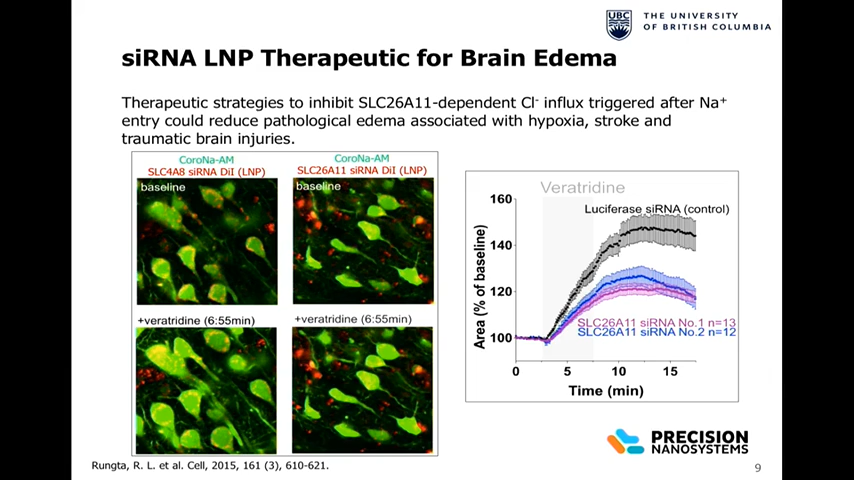 UBC
THE UNIVERSITY
OF BRITISH COLUMBIA
siRNA LNP Therapeutic for Brain Edema
Therapeutic strategies to inhibit SLC26A11-dependent Cl- influx triggered after Na+
entry could reduce pathological edema associated with hypoxia, stroke and
traumatic brain injuries.
CoroNa-AM
SLC4A8 siRNA DiI (LNP)
baseline
+veratridine (6:55min)
CoroNa-AM
SLC26A11 siRNA DiI (LNP)
baseline
+veratridine (6:55min)
Veratridine
Luciferase siRNA (control)
SLC26A11 siRNA No.1 n=13
SLC26A11 siRNA No.2 n=12
Area (% of baseline)
160
140
120
100
0 5 10 15
Time (min)
PRECISION
NANOSYSTEMS
Rungta, R. L. et al. Cell, 2015, 161 (3), 610-621.
9